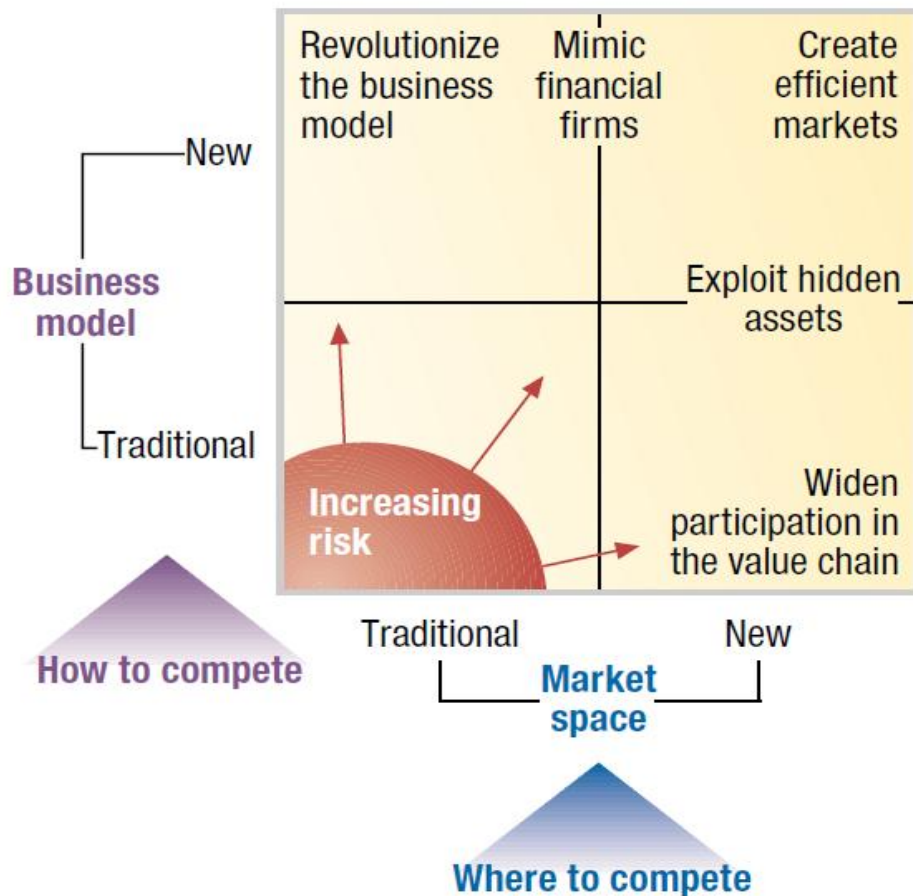 Revolutionize
the business
model
Mimic
financial
firms
Create
efficient
markets
New
Business
model
Exploit hidden
assets
Traditional
Increasing
risk
Widen
participation in
the value chain
Traditional
New
How to compete
Market
space
Where to compete